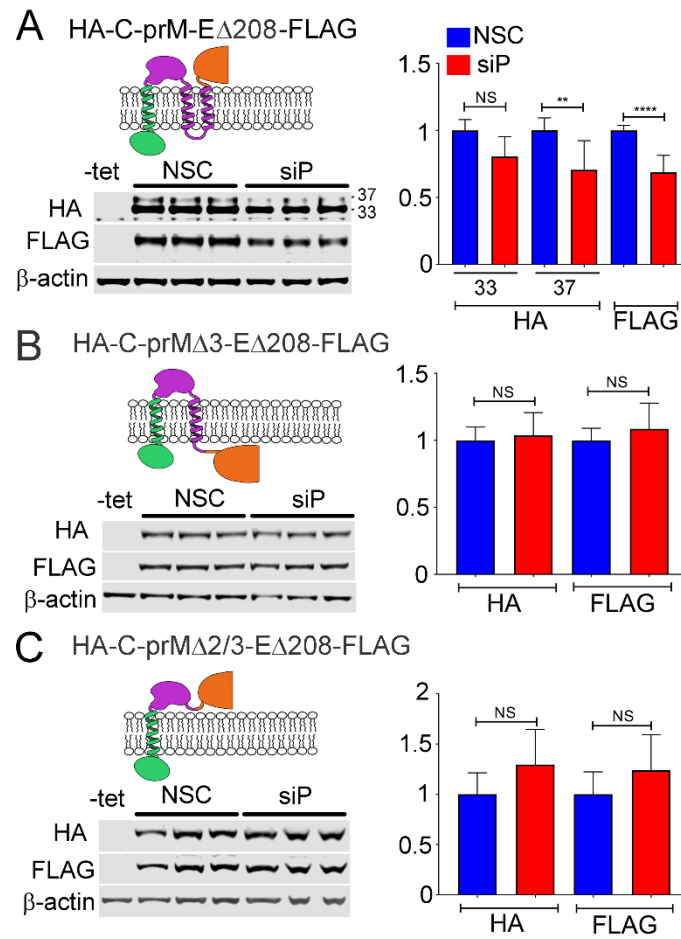 A
HA-C-prM-EΔ208-FLAG
-tet NSC siP
HA 37
33
FLAG
β-actin
NSC
siP
1.5
1
0.5
0
NS ** ****
33 37
HA FLAG
B
HA-C-prMΔ3-EΔ208-FLAG
-tet NSC siP
HA
FLAG
β-actin
1.5
1
0.5
0
NS NS
HA FLAG
C
HA-C-prMΔ2/3-EΔ208-FLAG
-tet NSC siP
HA
FLAG
β-actin
2
1.5
1
0.5
0
NS NS
HA FLAG